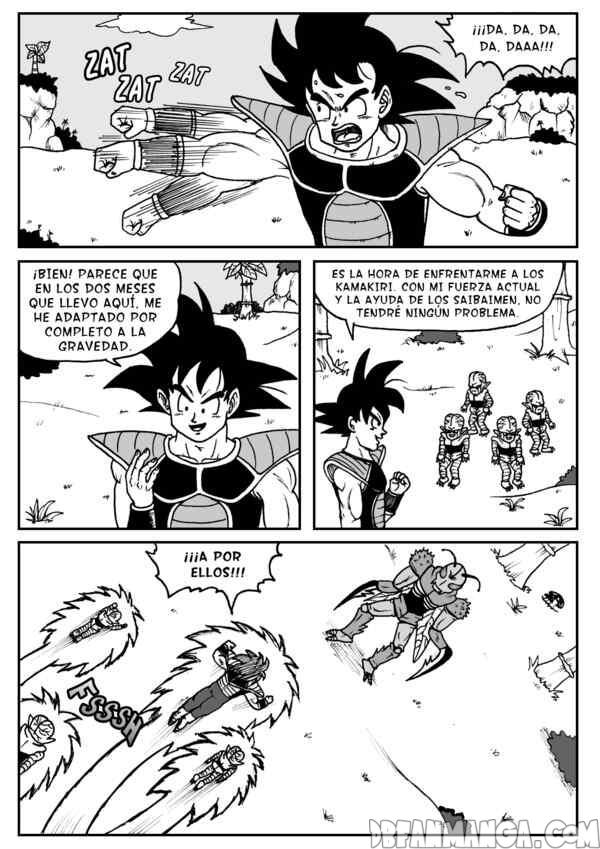 ¡¡¡DA, DA, DA,
DA, DAAA!!!
ZAT
ZAT
ZAT
¡BIEN! PARECE QUE
EN LOS DOS MESES
QUE LLEVO AQUÍ, ME
HE ADAPTADO POR
COMPLETO A LA
GRAVEDAD.
ES LA HORA DE ENFRENTARME A LOS
KAMAKIRI. CON MI FUERZA ACTUAL
Y LA AYUDA DE LOS SAIBAIMEN, NO
TENDRÉ NINGÚN PROBLEMA.
¡¡¡A POR
ELLOS!!!
FSSSSH
DBFANMANGA.COM